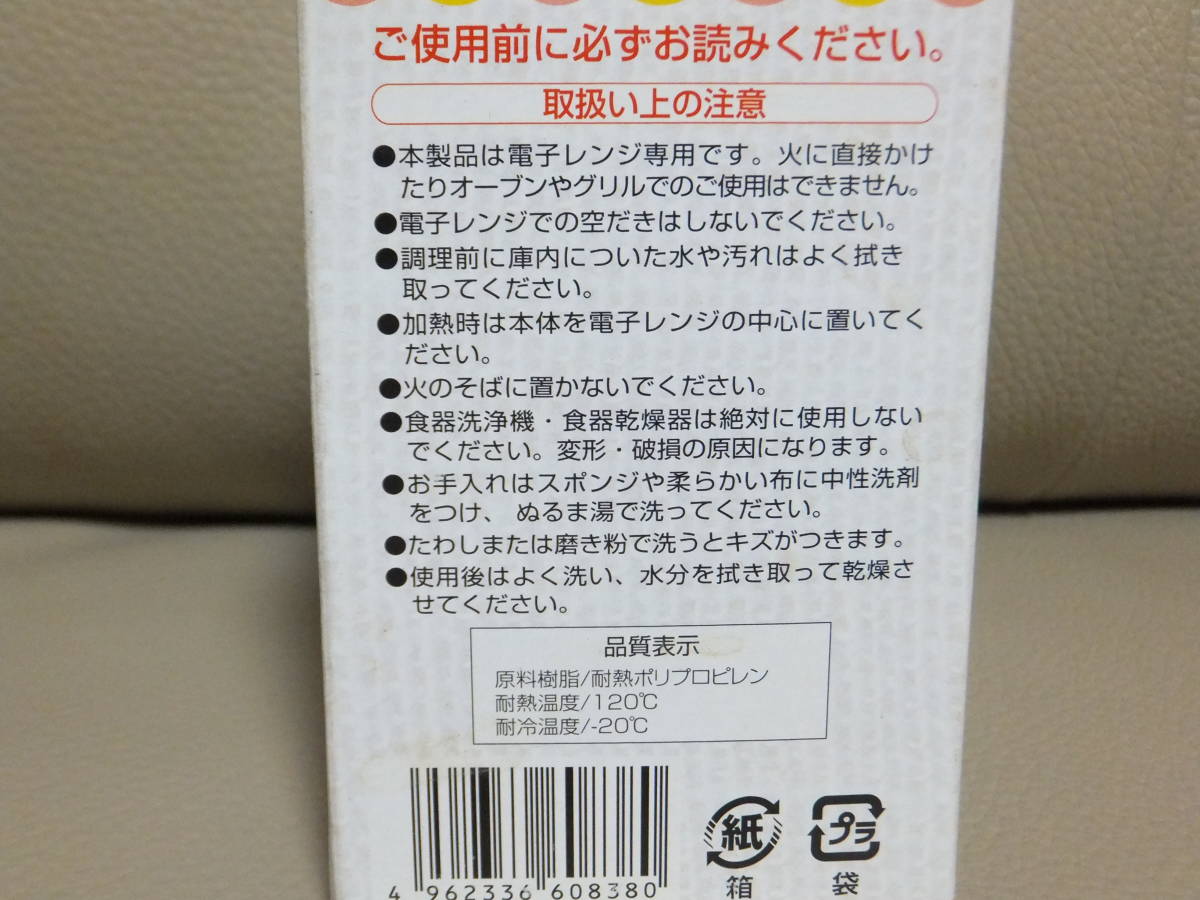 ご使用前に必ずお読みください。
取扱い上の注意
●本製品は電子レンジ専用です。火に直接かけ
たりオーブンやグリルでのご使用はできません。
●電子レンジでの空だきはしないでください。
●調理前に庫内についた水や汚れはよく拭き
取ってください。
●加熱時は本体を電子レンジの中心に置いてく
ださい。
●火のそばに置かないでください。
●食器洗浄機・食器乾燥器は絶対に使用しない
でください。変形・破損の原因になります。
●お手入れはスポンジや柔らかい布に中性洗剤
をつけ、ぬるま湯で洗ってください。
●たわしまたは磨き粉で洗うとキズがつきます。
●使用後はよく洗い、水分を拭き取って乾燥さ
せてください。
品質表示
原料樹脂/耐熱ポリプロピレン
耐熱温度/120℃
耐冷温度/-20℃
4 962336 608380
紙
箱
プラ
袋